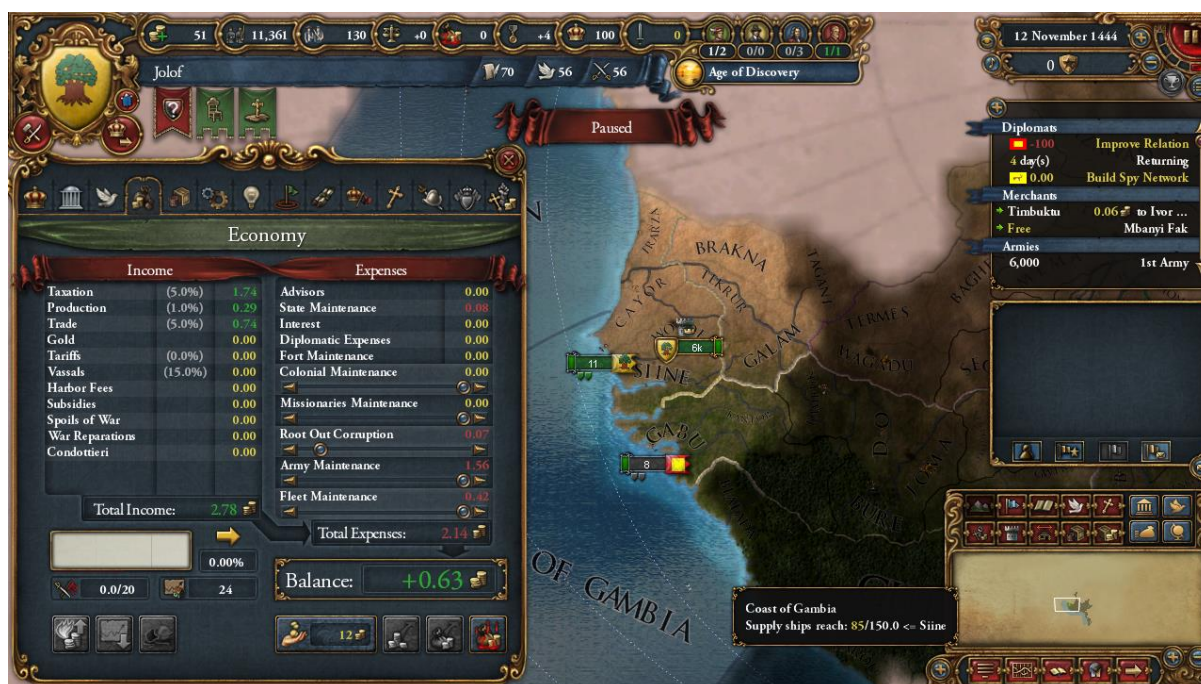 51 11,361 130 +0 0 +4 100 0
1/2 0/0 0/3 1/1
12 November 1444
0
Jolof
70 56 56
Age of Discovery
Paused
Economy
Income Expenses
Taxation (5.0%) 1.74
Production (1.0%) 0.29
Trade (5.0%) 0.74
Gold 0.00
Tariffs (0.0%) 0.00
Vassals (15.0%) 0.00
Harbor Fees 0.00
Subsidies 0.00
Spoils of War 0.00
War Reparations 0.00
Condottieri 0.00
Total Income: 2.78
0.00%
0.0/20 24
Advisors 0.00
State Maintenance 0.08
Interest 0.00
Diplomatic Expenses 0.00
Fort Maintenance 0.00
Colonial Maintenance 0.00
Missionaries Maintenance 0.00
Root Out Corruption 0.07
Army Maintenance 1.56
Fleet Maintenance 0.42
Total Expenses: 2.14
Balance: +0.63
12
TRARZA
BRAKNA
TAGANT
CAYOR
TEKRUR
TERMES
BAGH
6k
GALAM
WAGADU
11
SIINE
GABU
8
OF GAMBIA
Coast of Gambia
Supply ships reach: 85/150.0 <= Siine
Diplomats
-100 Improve Relation
4 day(s) Returning
0.00 Build Spy Network
Merchants
Timbuktu 0.06 to Ivor ...
Free Mbanyi Fak
Armies
6,000 1st Army